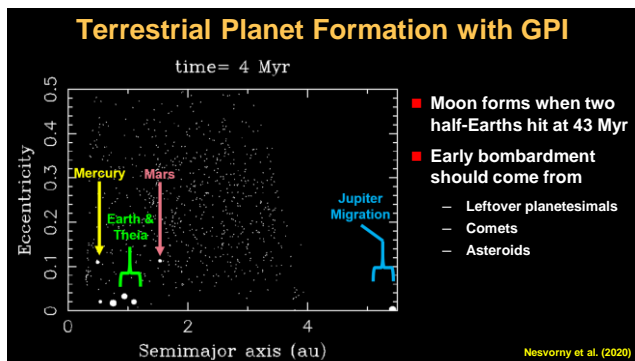 Terrestrial Planet Formation with GPI
time= 4 Myr
0.5
0.4
0.3
0.2
0.1
0
Eccentricity
Mercury
Mars
Earth &
Theia
Jupiter
Migration
0
2
4
Semimajor axis (au)
Moon forms when two
half-Earths hit at 43 Myr
Early bombardment
should come from
– Leftover planetesimals
– Comets
– Asteroids
Nesvorny et al. (2020)